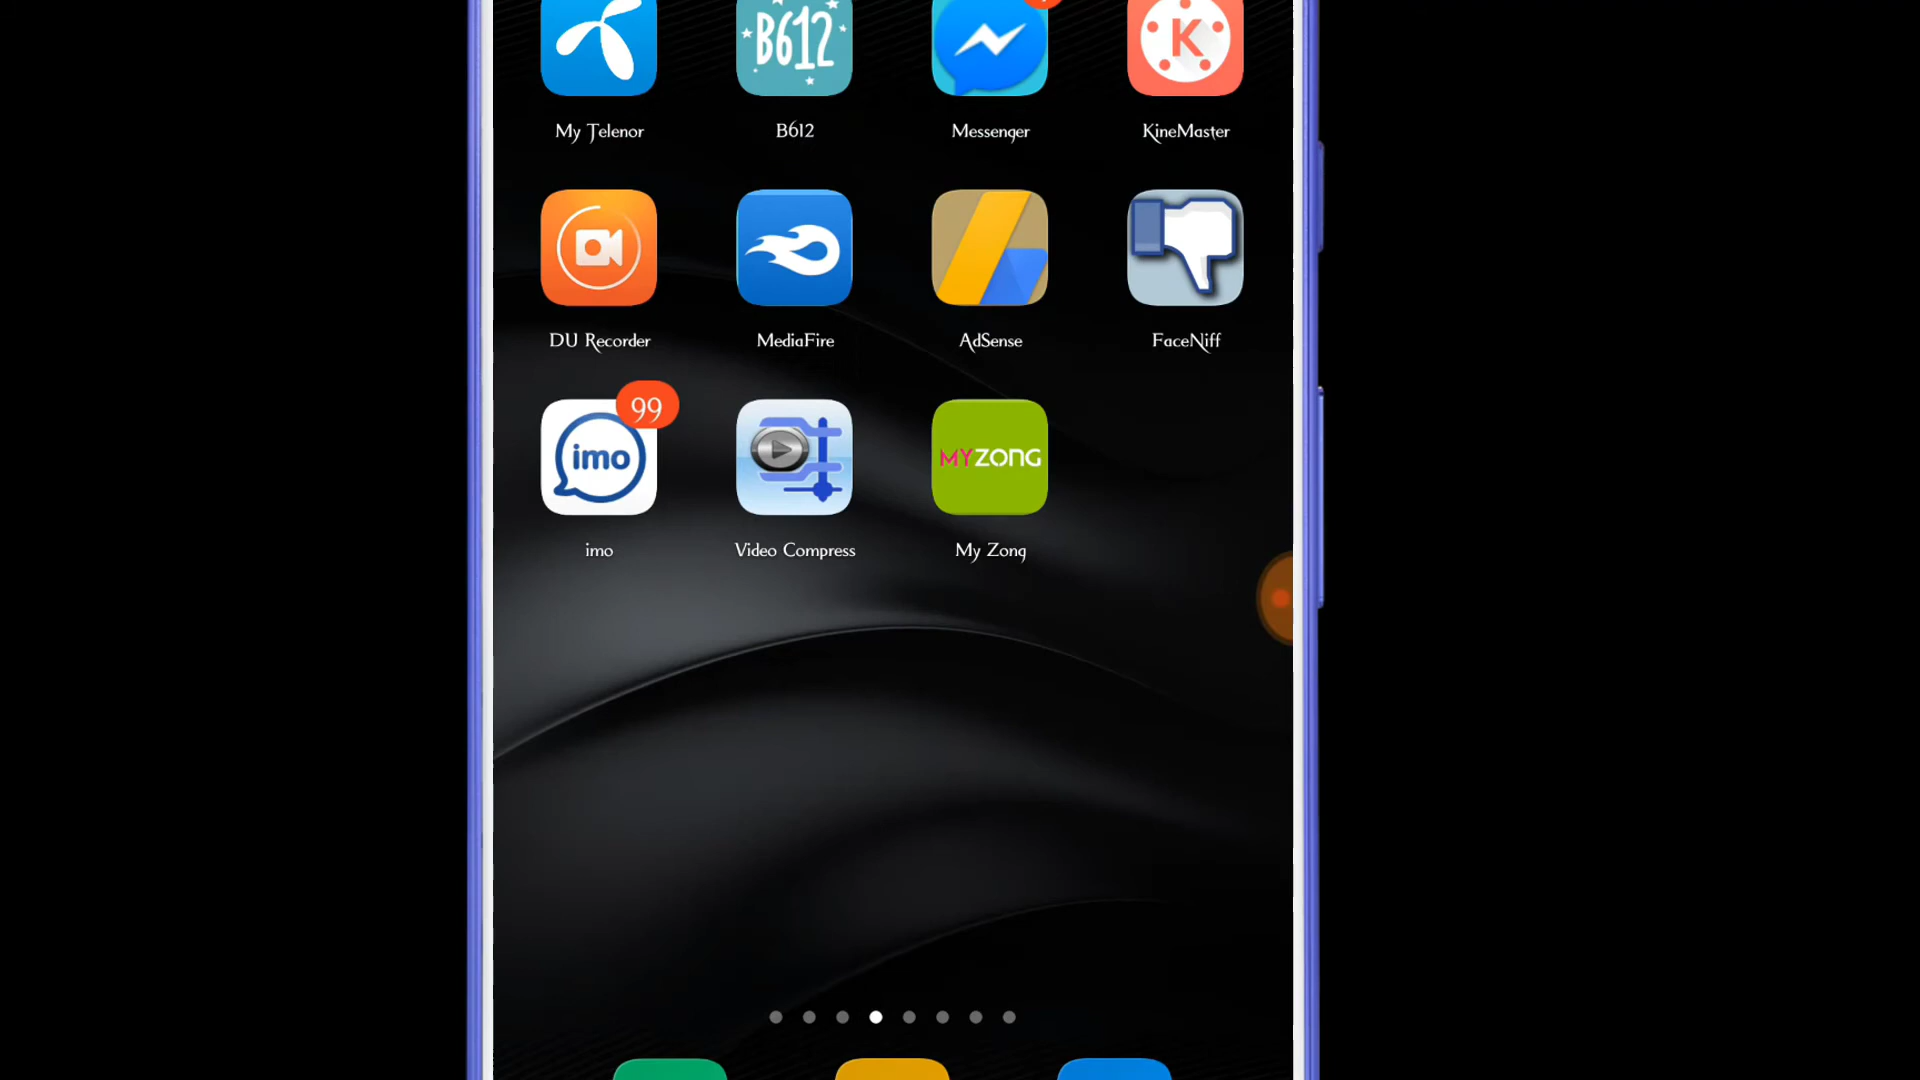 B612
K
My Telenor
B612
Messenger
KineMaster
DU Recorder
MediaFire
AdSense
FaceNiff
99
imo
MYZONG
imo
Video Compress
My Zong